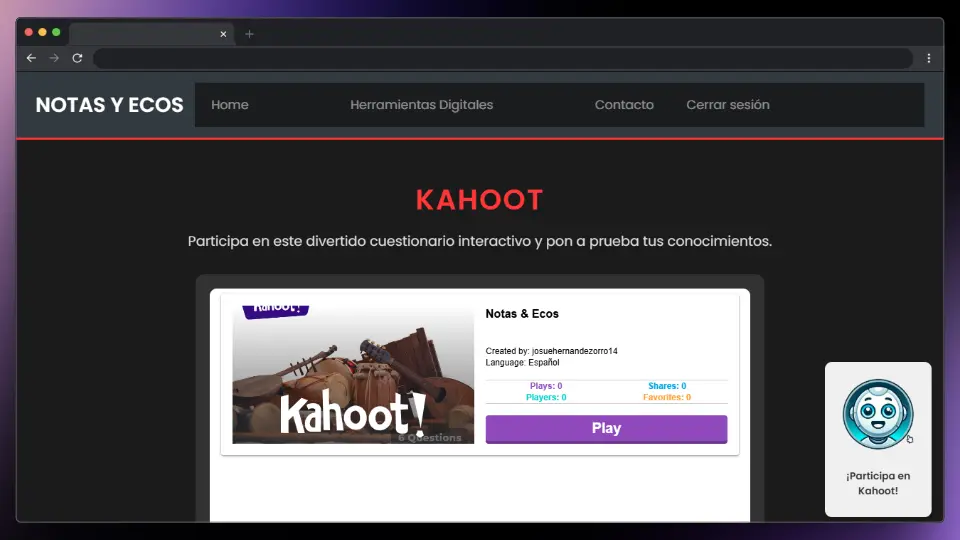 NOTAS Y ECOS
Home Herramientas Digitales Contacto Cerrar sesión
KAHOOT
Participa en este divertido cuestionario interactivo y pon a prueba tus conocimientos.
Kahoot!
Kahoot!
6 Questions
Notas & Ecos
Created by: josuehernandezorro14
Language: Español
Plays: 0 Shares: 0
Players: 0 Favorites: 0
Play
¡Participa en
Kahoot!